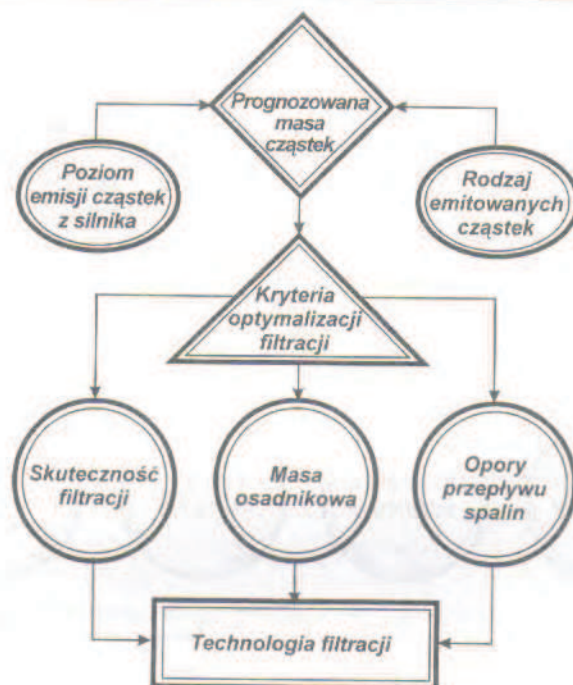 Prognozowana
masa
cząstek
Poziom
emisji cząstek
z silnika
Rodzaj
emitowanych
cząstek
Kryteria
optymalizacji
filtracji
Skuteczność
filtracji
Masa
osadnikowa
Opory
przepływu
spalin
Technologia filtracji